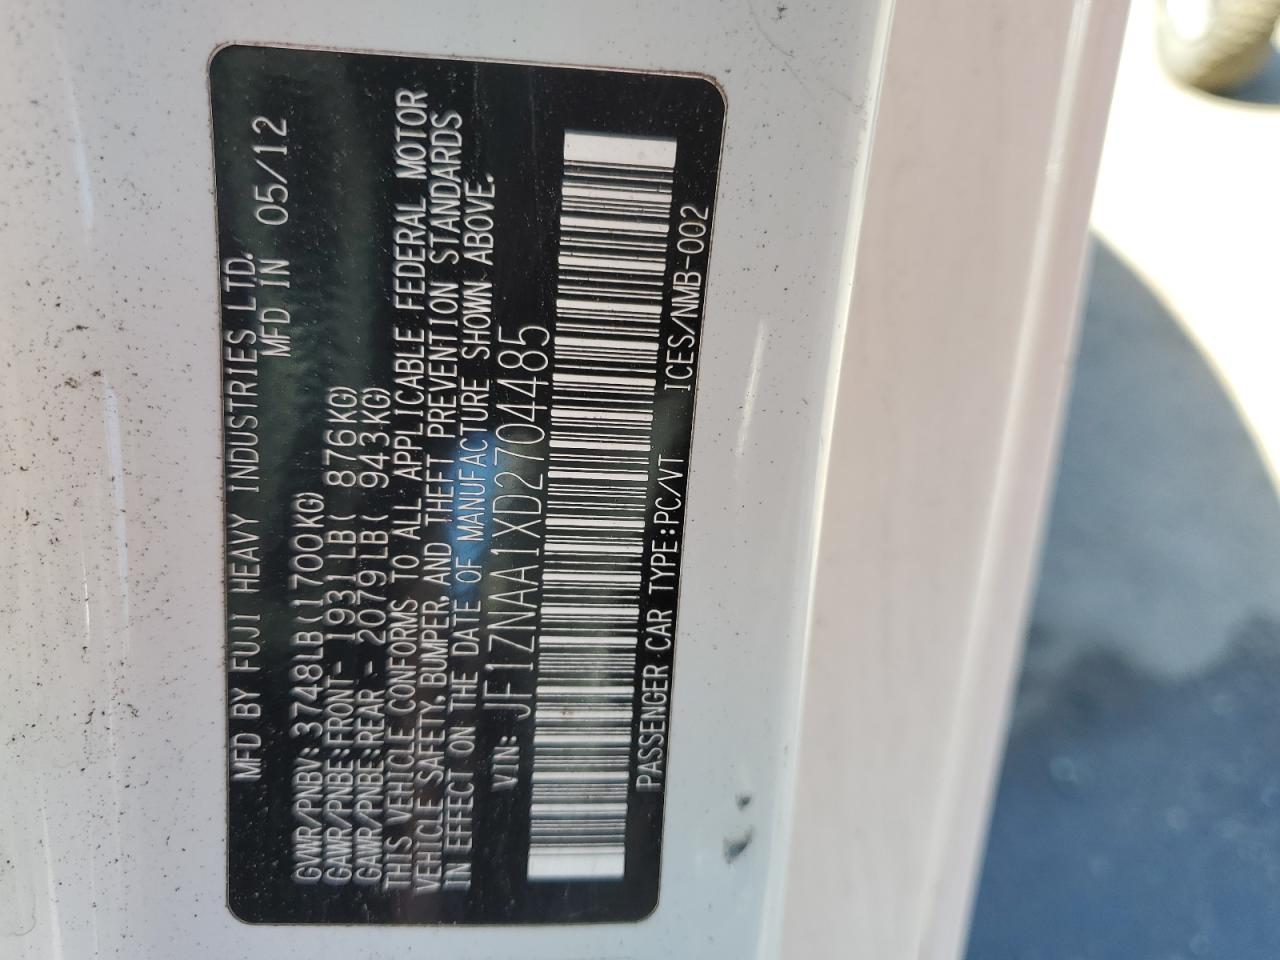 MFD BY FUJI HEAVY INDUSTRIES LTD.
MFD IN 05/12
GVWR/PNBV: 3748LB(1700KG)
GAWR/PNBE:FRONT- 1931LB( 876KG)
GAWR/PNBE:REAR - 2079LB( 943KG)
THIS VEHICLE CONFORMS TO ALL APPLICABLE FEDERAL MOTOR
VEHICLE SAFETY, BUMPER, AND THEFT PREVENTION STANDARDS
IN EFFECT ON THE DATE OF MANUFACTURE SHOWN ABOVE.
VIN: JF1ZNAA1XD2704485
PASSENGER CAR TYPE:PC/VT ICES/NMB-002